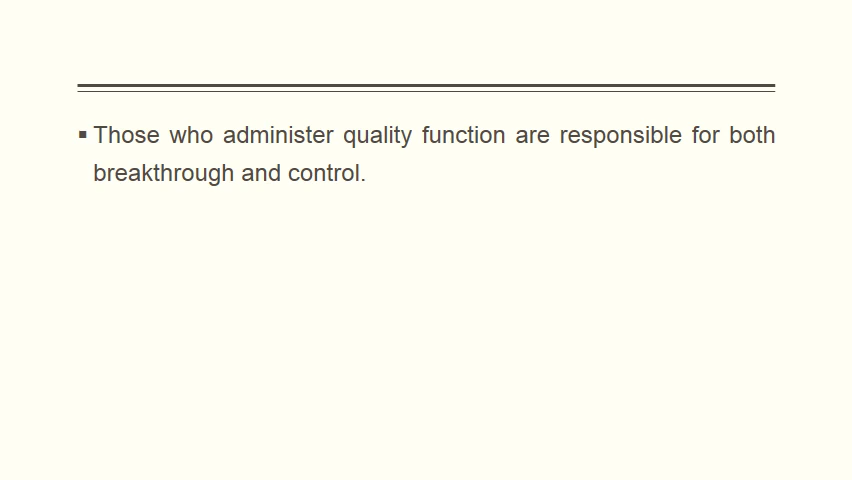 ▪ Those who administer quality function are responsible for both
breakthrough and control.